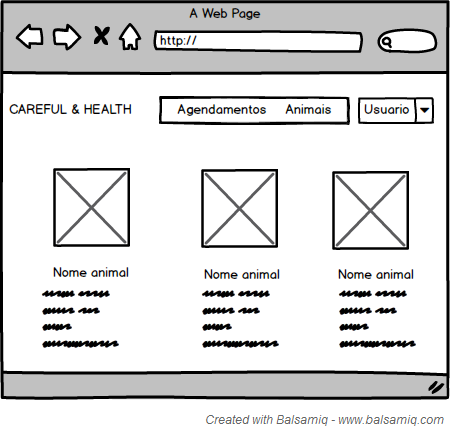 A Web Page
http://
CAREFUL & HEALTH
Agendamentos Animais
Usuario
Nome animal Nome animal Nome animal
Created with Balsamiq - www.balsamiq.com